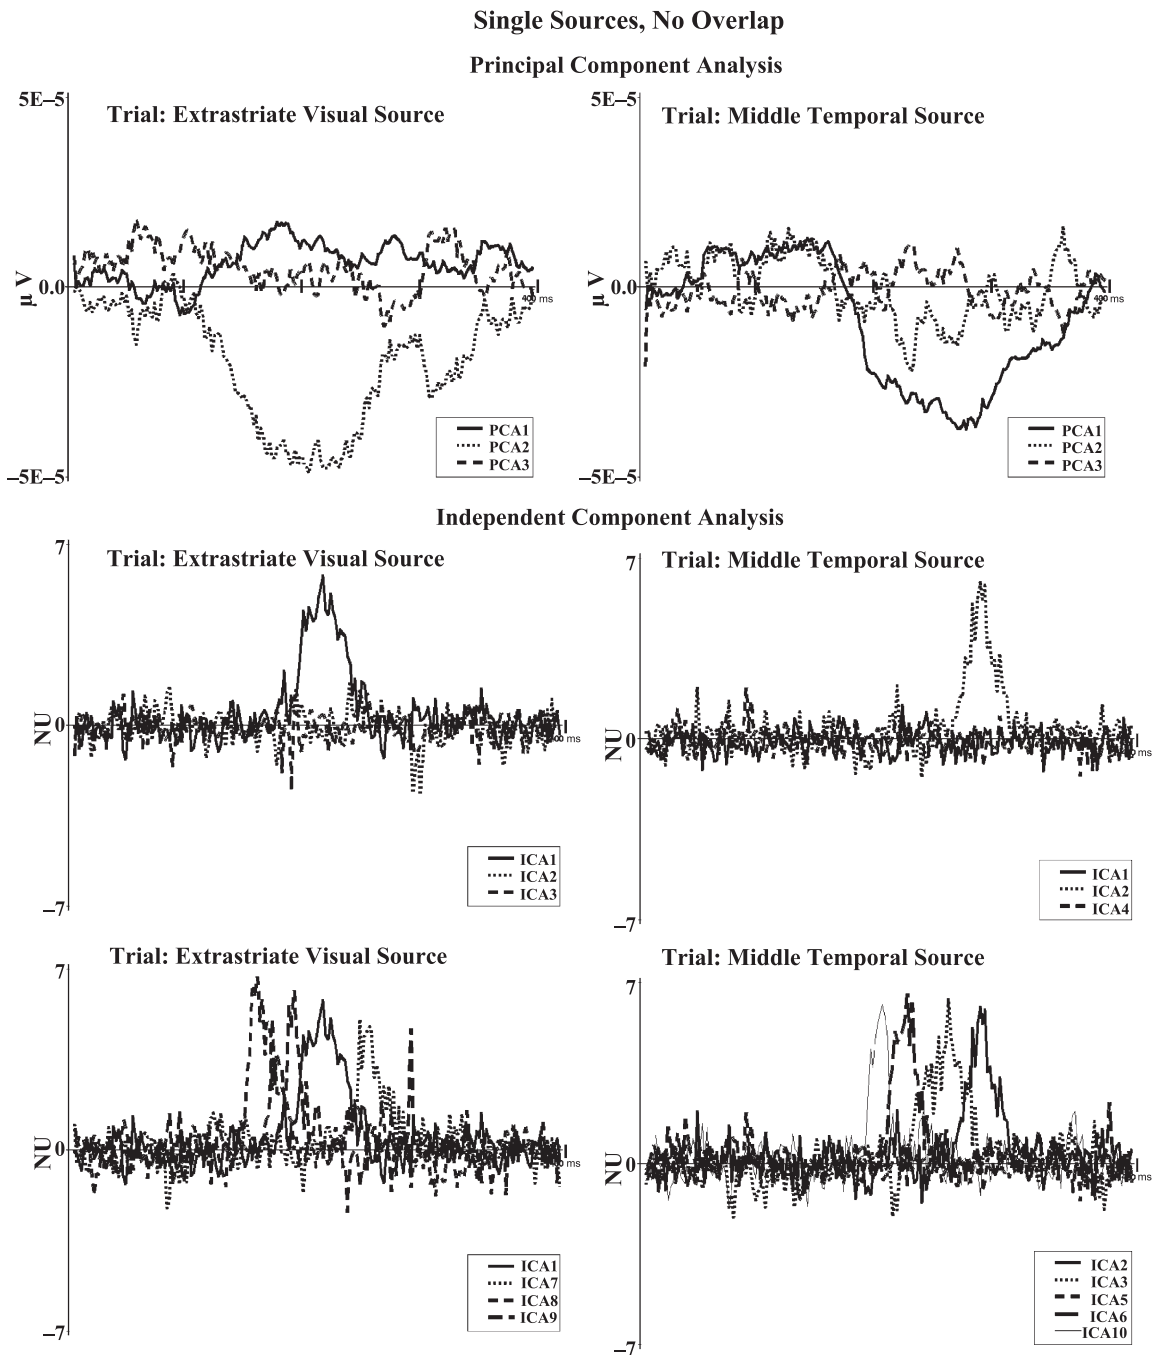 Single Sources, No Overlap
Principal Component Analysis
5E–5
Trial: Extrastriate Visual Source
μ V
0.0
400 ms
–5E–5
PCA1
PCA2
PCA3
5E–5
Trial: Middle Temporal Source
μ V
0.0
400 ms
–5E–5
PCA1
PCA2
PCA3
Independent Component Analysis
7
Trial: Extrastriate Visual Source
NU
0
ms
–7
ICA1
ICA2
ICA3
7
Trial: Middle Temporal Source
NU
0
ms
–7
ICA1
ICA2
ICA4
7
Trial: Extrastriate Visual Source
NU
0
ms
–7
ICA1
ICA7
ICA8
ICA9
7
Trial: Middle Temporal Source
NU
0
ms
–7
ICA2
ICA3
ICA5
ICA6
ICA10